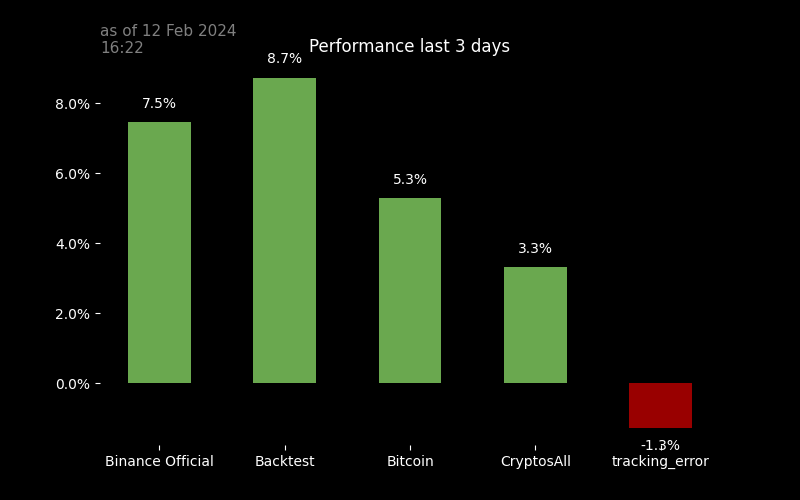 as of 12 Feb 2024
16:22
Performance last 3 days
8.7%
7.5%
5.3%
3.3%
-1.3%
8.0%
6.0%
4.0%
2.0%
0.0%
Binance Official
Backtest
Bitcoin
CryptosAll
tracking_error